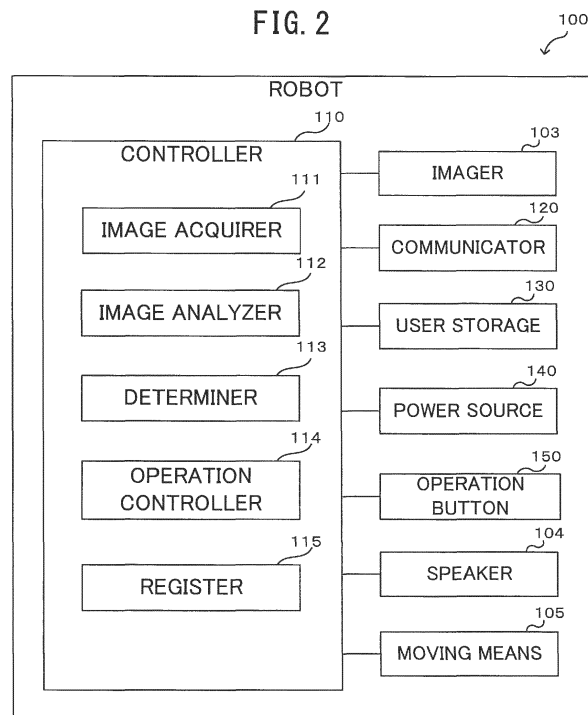 FIG. 2
100
ROBOT
110
CONTROLLER
111
IMAGE ACQUIRER
112
IMAGE ANALYZER
113
DETERMINER
114
OPERATION
CONTROLLER
115
REGISTER
103
IMAGER
120
COMMUNICATOR
130
USER STORAGE
140
POWER SOURCE
150
OPERATION
BUTTON
104
SPEAKER
105
MOVING MEANS